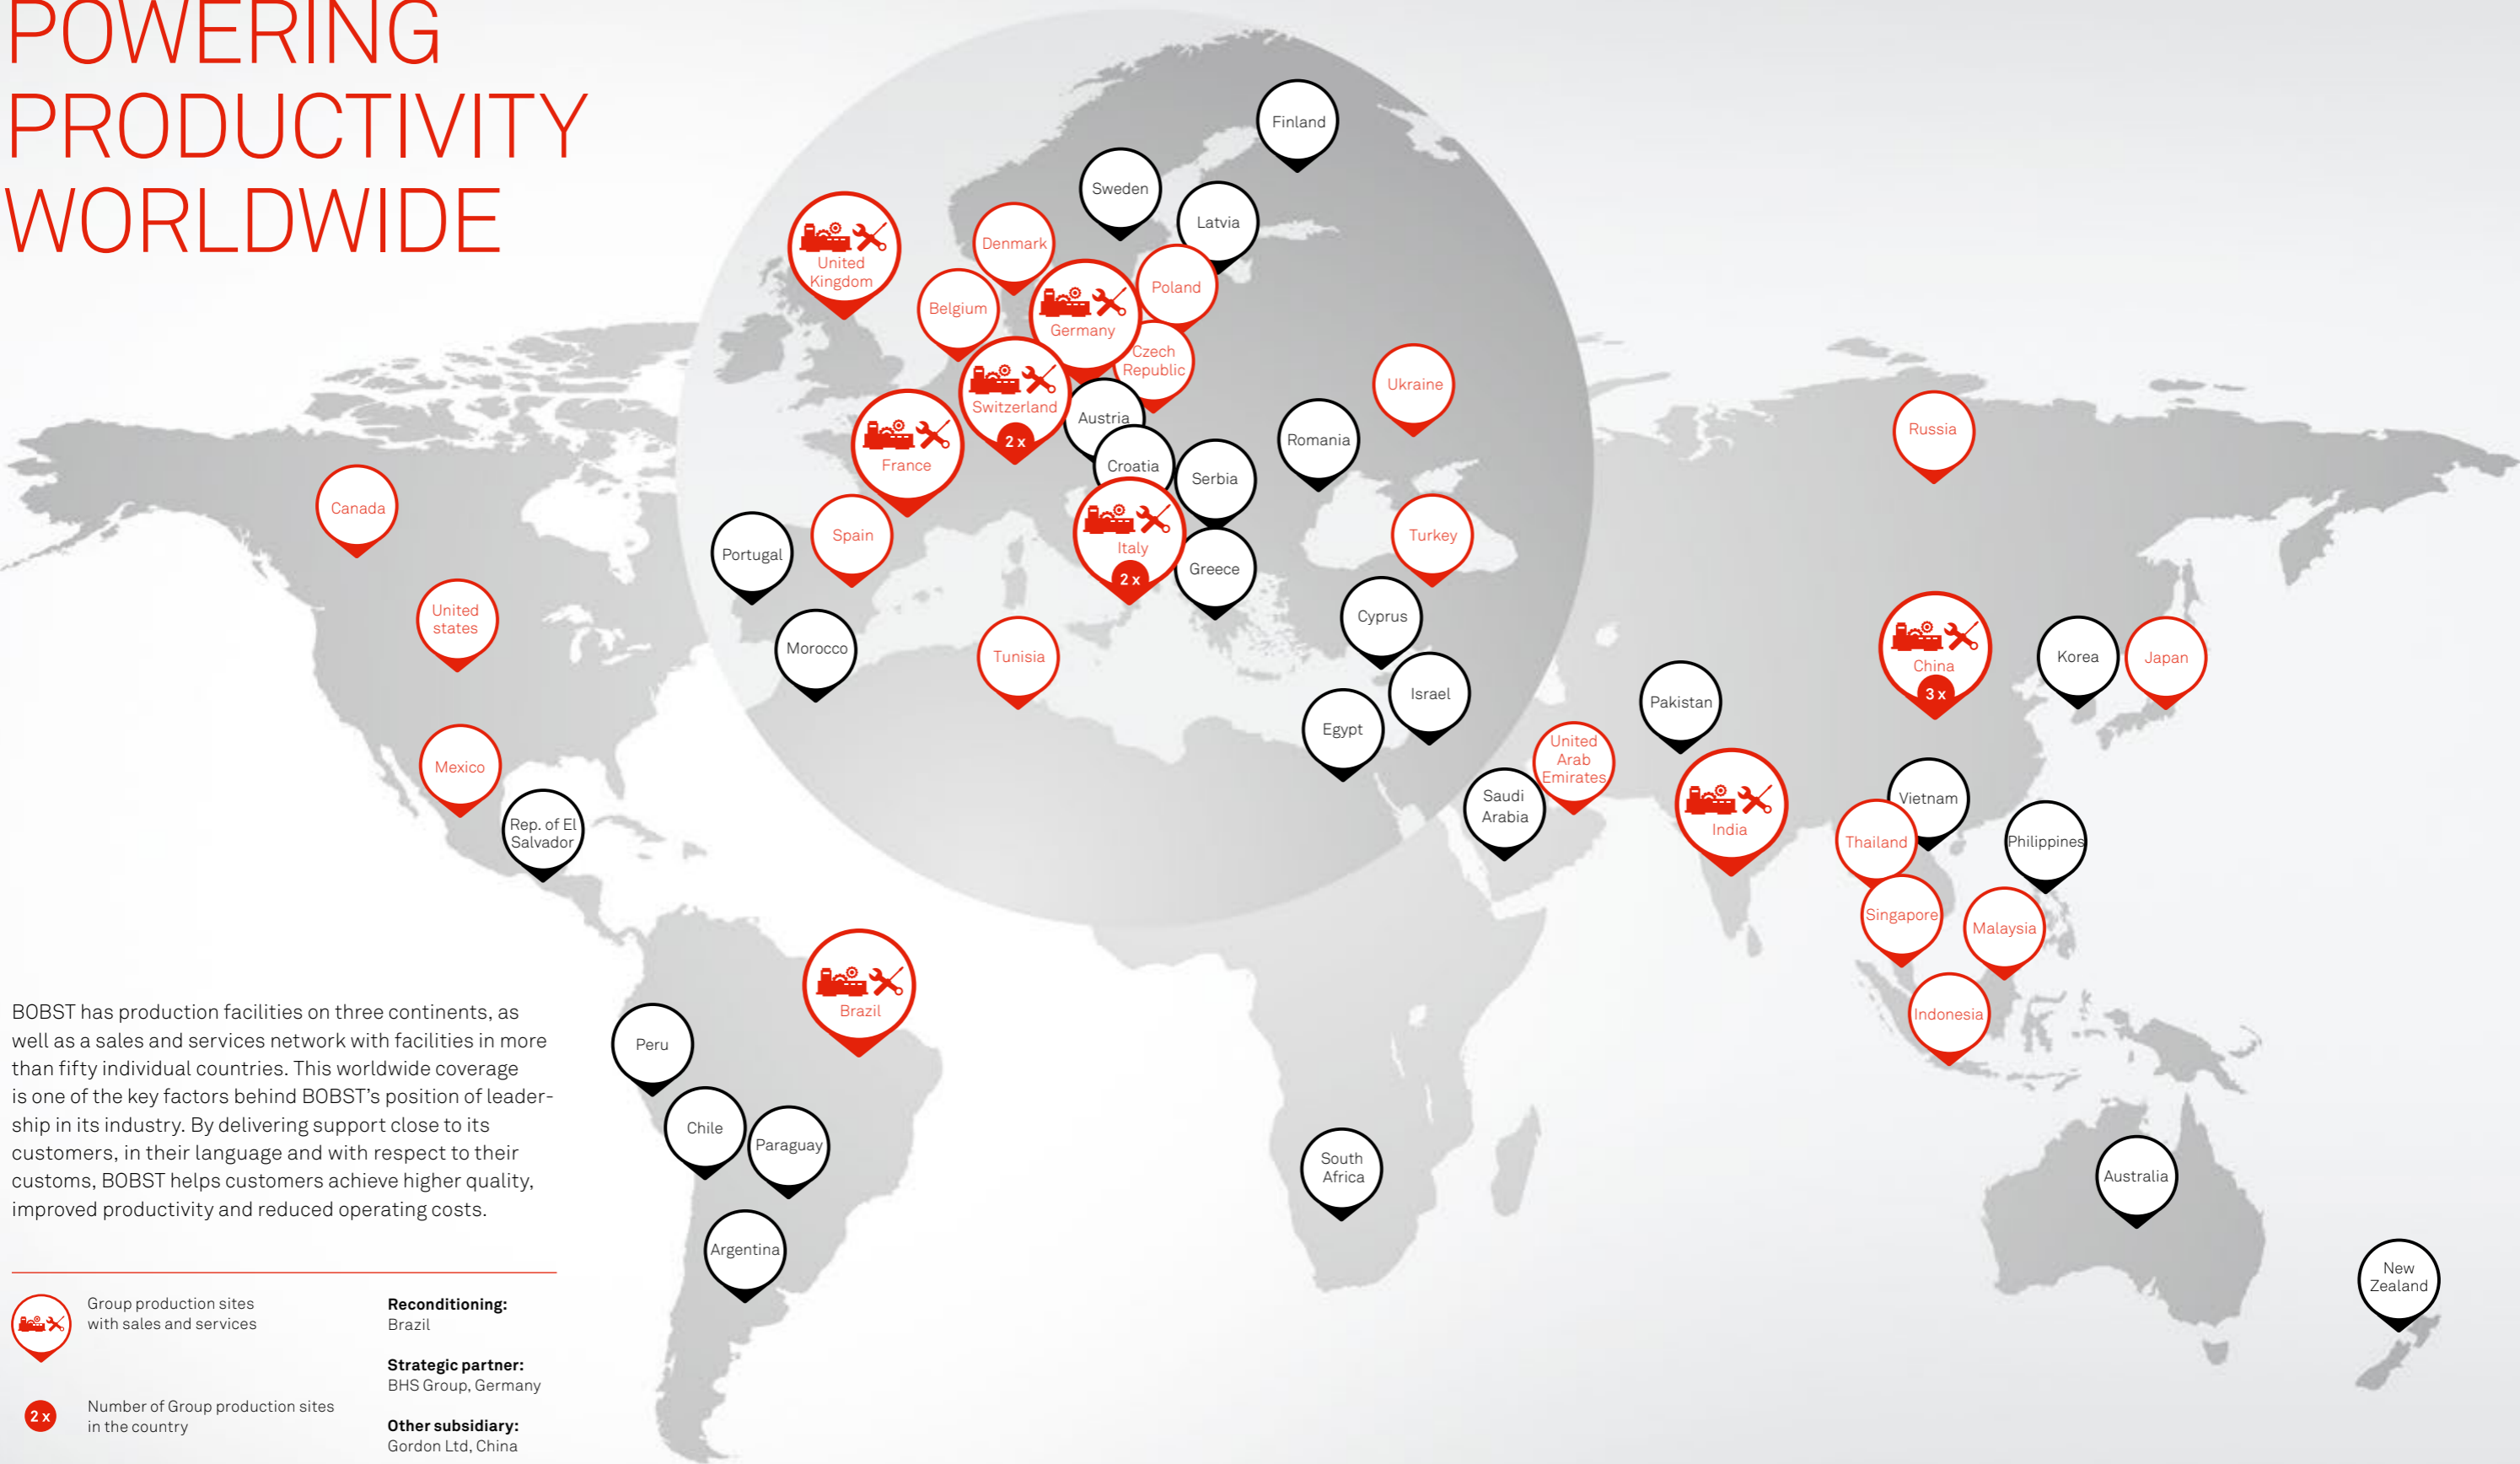 POWERING
PRODUCTIVITY
WORLDWIDE
Finland
Sweden
Latvia
United
Kingdom
Denmark
Poland
Belgium
Germany
Czech
Republic
Switzerland
2 x
Austria
Ukraine
Romania
Russia
France
Croatia
Serbia
Canada
Spain
Portugal
Italy
2 x
Greece
Turkey
United
states
Cyprus
Morocco
Tunisia
Israel
Egypt
Pakistan
China
3 x
Korea
Japan
Mexico
United
Arab
Emirates
Saudi
Arabia
India
Vietnam
Thailand
Philippines
Rep. of El
Salvador
Singapore
Malaysia
Indonesia
Brazil
Peru
Chile
Paraguay
Argentina
South
Africa
Australia
New
Zealand
BOBST has production facilities on three continents, as
well as a sales and services network with facilities in more
than fifty individual countries. This worldwide coverage
is one of the key factors behind BOBST's position of leader-
ship in its industry. By delivering support close to its
customers, in their language and with respect to their
customs, BOBST helps customers achieve higher quality,
improved productivity and reduced operating costs.
Group production sites
with sales and services
2 x
Number of Group production sites
in the country
Reconditioning:
Brazil
Strategic partner:
BHS Group, Germany
Other subsidiary:
Gordon Ltd, China